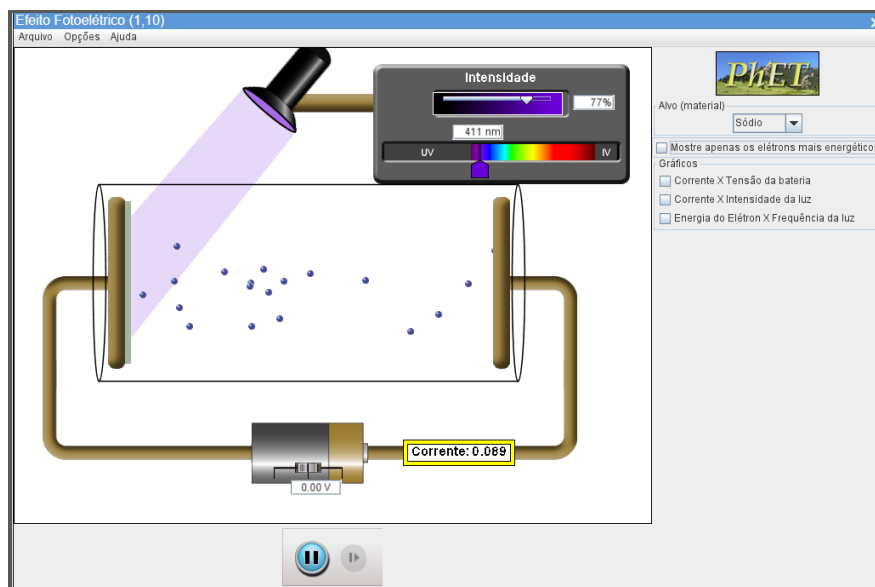 Efeito Fotoelétrico (1,10)
Arquivo Opções Ajuda
Intensidade
77%
411 nm
UV
IV
PhET
Alvo (material)
Sódio
Mostre apenas os elétrons mais energético
Gráficos
Corrente X Tensão da bateria
Corrente X Intensidade da luz
Energia do Elétron X Frequência da luz
Corrente: 0.089
0.00 V